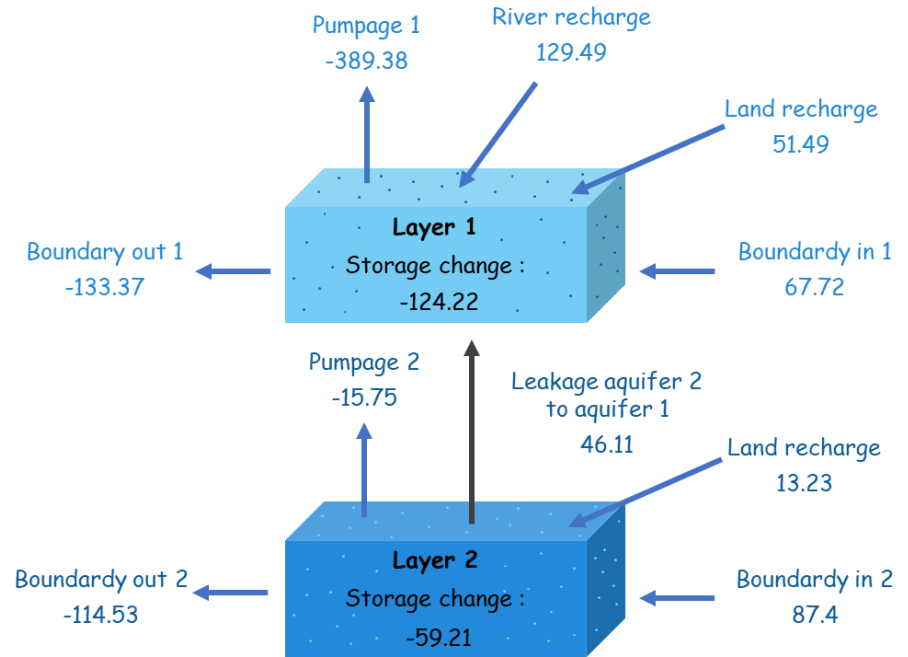 Pumpage 1
-389.38
River recharge
129.49
Land recharge
51.49
Layer 1
Storage change :
-124.22
Boundary out 1
-133.37
Boundardy in 1
67.72
Pumpage 2
-15.75
Leakage aquifer 2
to aquifer 1
46.11
Land recharge
13.23
Layer 2
Storage change :
-59.21
Boundardy out 2
-114.53
Boundardy in 2
87.4